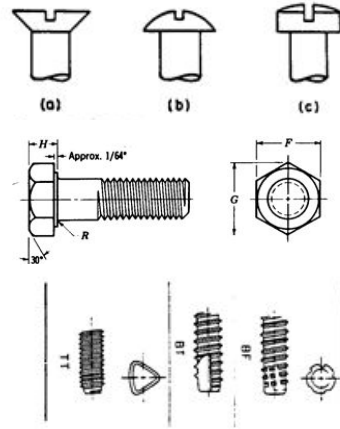 (a) (b) (c)
H
Approx. 1/64"
R
30°
F
G
TT
BT
BF